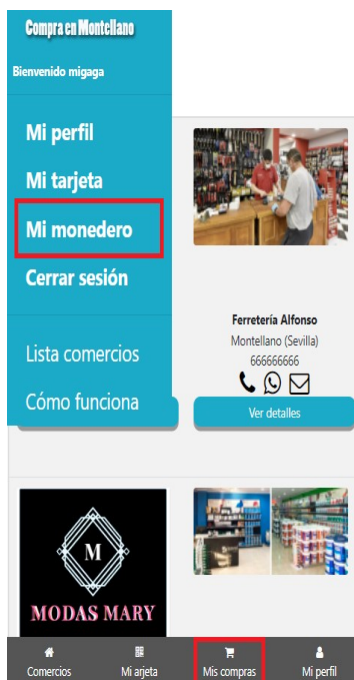 Compra en Montellano
Bienvenido migaga
Mi perfil
Mi tarjeta
Mi monedero
Cerrar sesión
Lista comercios
Cómo funciona
Ferretería Alfonso
Montellano (Sevilla)
666666666
Ver detalles
M
MODAS MARY
Comercios
Mi arjeta
Mis compras
Mi perfil